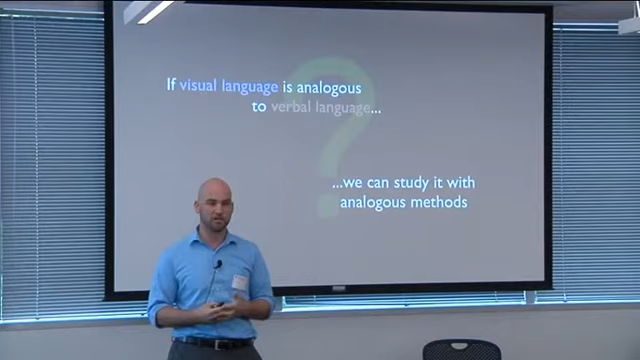 If visual language is analogous
to verbal language...
?
...we can study it with
analogous methods